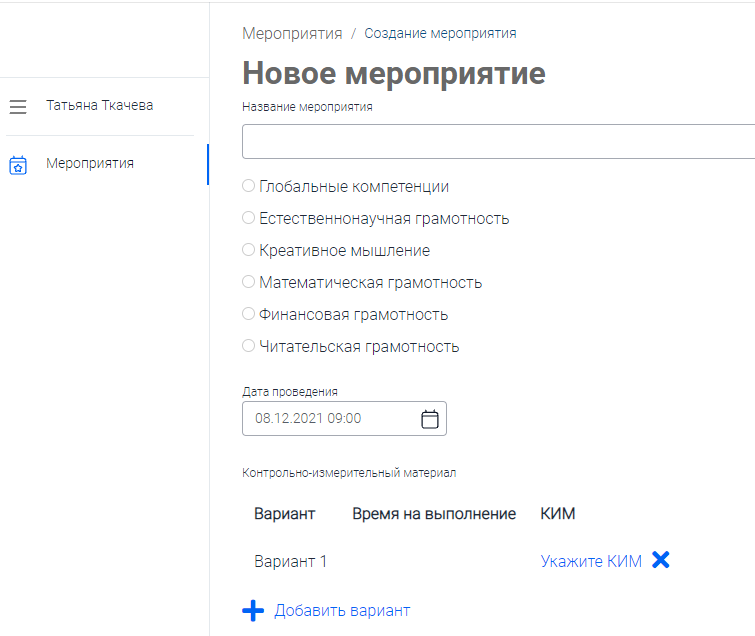 Мероприятия / Создание мероприятия
Новое мероприятие
Название мероприятия
Татьяна Ткачева
Мероприятия
Глобальные компетенции
Естественнонаучная грамотность
Креативное мышление
Математическая грамотность
Финансовая грамотность
Читательская грамотность
Дата проведения
08.12.2021 09:00
Контрольно-измерительный материал
Вариант Время на выполнение КИМ
Вариант 1 Укажите КИМ
Добавить вариант